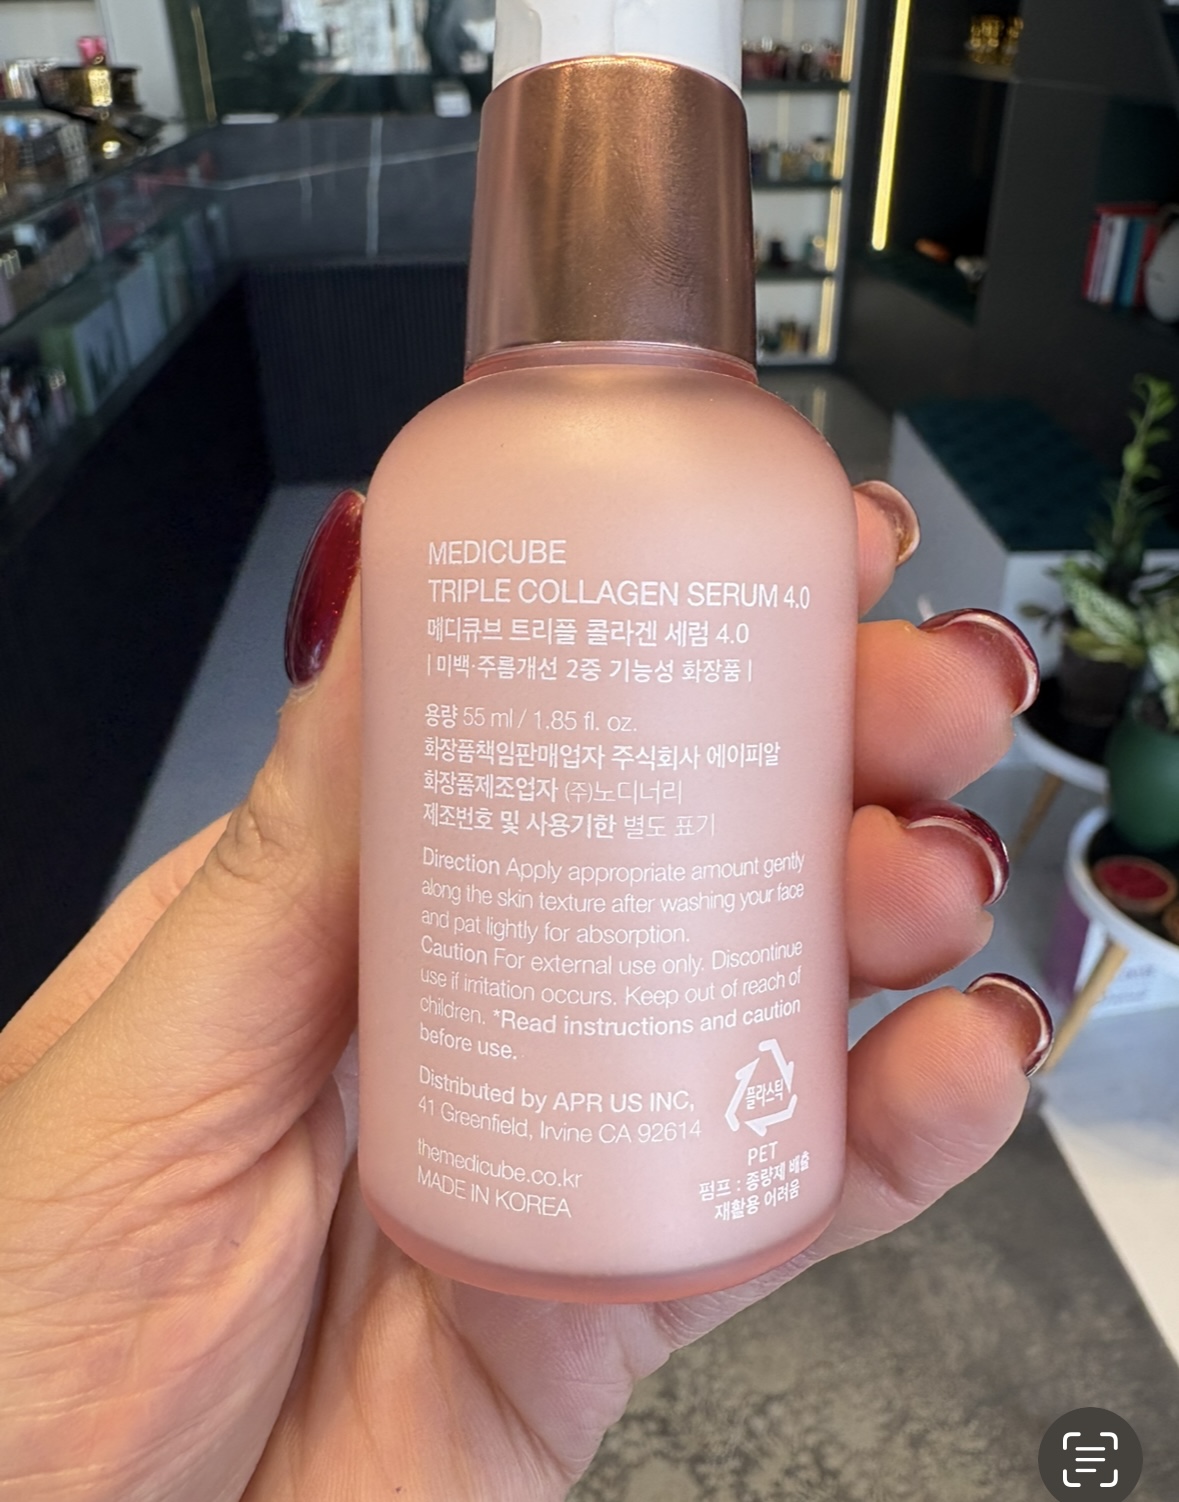 MEDICUBE
TRIPLE COLLAGEN SERUM 4.0
메디큐브 트리플 콜라겐 세럼 4.0
| 미백·주름개선 2중 기능성 화장품 |
용량 55 ml / 1.85 fl. oz.
화장품책임판매업자 주식회사 에이피알
화장품제조업자 (주)노디너리
제조번호 및 사용기한 별도 표기
Direction Apply appropriate amount gently
along the skin texture after washing your face
and pat lightly for absorption.
Caution For external use only. Discontinue
use if irritation occurs. Keep out of reach of
children. *Read instructions and caution
before use.
Distributed by APR US INC,
41 Greenfield, Irvine CA 92614
themedicube.co.kr
MADE IN KOREA
플라스틱
PET
펌프 : 종량제 배출
재활용 어려움